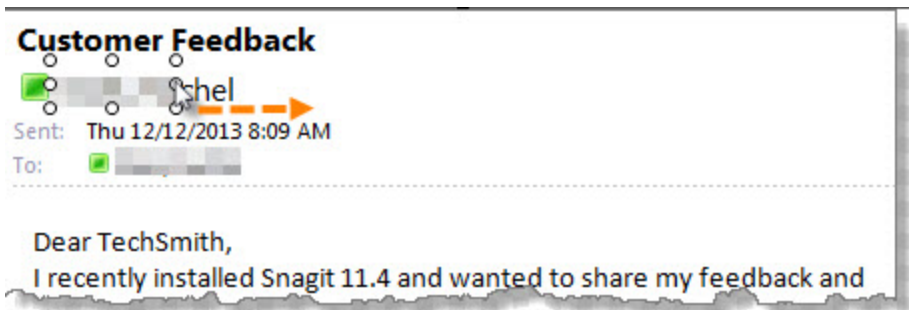 Customer Feedback
shel
Sent: Thu 12/12/2013 8:09 AM
To:
Dear TechSmith,
I recently installed Snagit 11.4 and wanted to share my feedback and